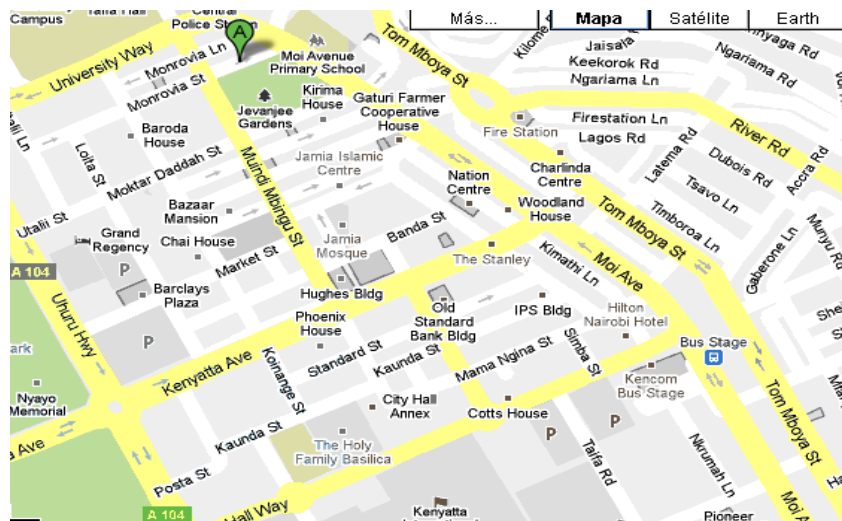 Campus
Taifa Hall
Central
Police Station
Más...
Mapa
Satélite
Earth
University Way
Monrovia Ln
A
Moi Avenue
Primary School
Tom Mboya St
Jaisala Rd
Keekorok Rd
Ngariama Ln
Ngariama Rd
Monrovia St
Kirima
House
Jevanjee
Gardens
Gaturi Farmer
Cooperative
House
Fire Station
Firestation Ln
Lagos Rd
River Rd
Baroda
House
Loita St
Moktar Daddah St
Muindi Mbingu St
Jamia Islamic
Centre
Nation
Centre
Charlinda
Centre
Latema Rd
Dubois Rd
Accra Rd
Tsavo Ln
Utalii St
Bazaar
Mansion
Woodland
House
Tom Mboya St
Timboroa Ln
Munyu Rd
Grand
Regency
Chai House
Jamia
Mosque
Banda St
Market St
The Stanley
Kimathi Ln
Moi Ave
Gaberone Ln
A 104
P
Barclays
Plaza
Hughes Bldg
Uhuru Hwy
Phoenix
House
Old
Standard
Bank Bldg
IPS Bldg
Hilton
Nairobi Hotel
P
Kenyatta Ave
Koinange St
Standard St
Kaunda St
Mama Ngina St
Simba St
Bus Stage
Kencom
Bus Stage
Tom Mboya St
Nyayo
Memorial
City Hall
Annex
Cotts House
Kaunda St
The Holy
Family Basilica
P
P
Posta St
Taifa Rd
Nkrumah Ln
A 104
Hall Way
Kenyatta
Moi A
Pioneer